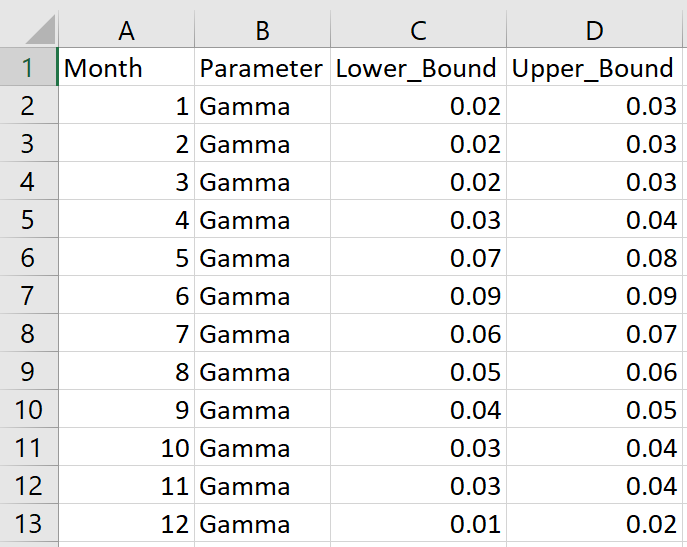 A B C D
1 Month Parameter Lower_Bound Upper_Bound
2 1 Gamma 0.02 0.03
3 2 Gamma 0.02 0.03
4 3 Gamma 0.02 0.03
5 4 Gamma 0.03 0.04
6 5 Gamma 0.07 0.08
7 6 Gamma 0.09 0.09
8 7 Gamma 0.06 0.07
9 8 Gamma 0.05 0.06
10 9 Gamma 0.04 0.05
11 10 Gamma 0.03 0.04
12 11 Gamma 0.03 0.04
13 12 Gamma 0.01 0.02